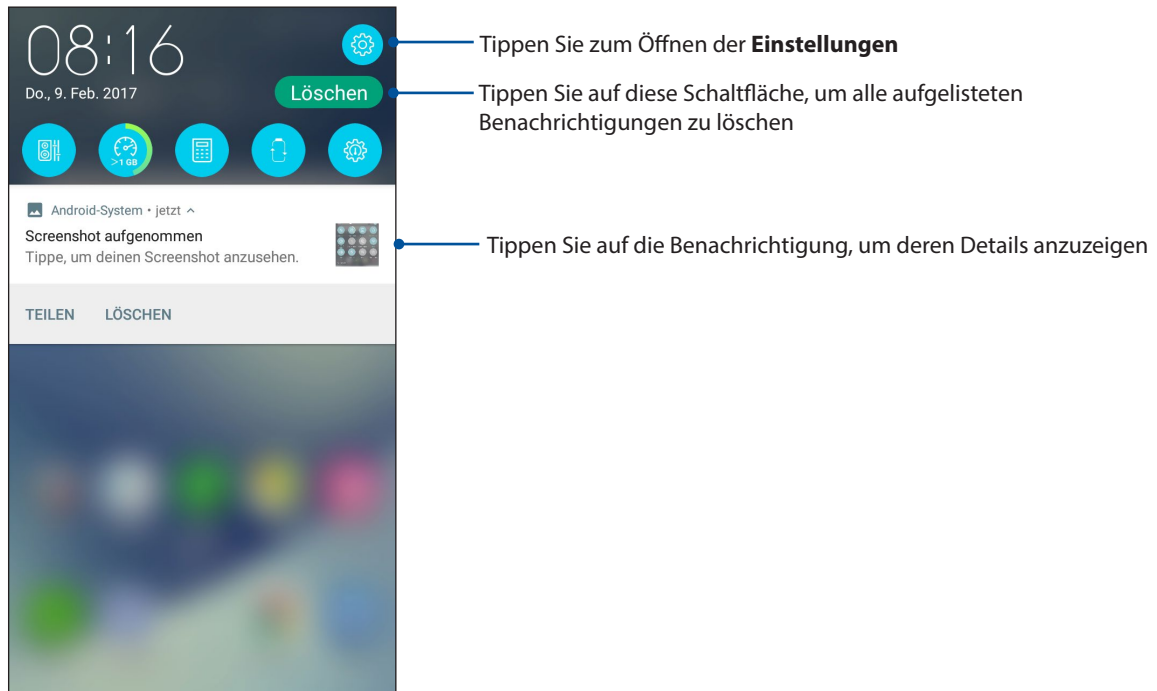 08:16
Tippen Sie zum Öffnen der Einstellungen
Do., 9. Feb. 2017
Löschen
Tippen Sie auf diese Schaltfläche, um alle aufgelisteten
Benachrichtigungen zu löschen
>1 GB
Android-System • jetzt
Screenshot aufgenommen
Tippe, um deinen Screenshot anzusehen.
Tippen Sie auf die Benachrichtigung, um deren Details anzuzeigen
TEILEN LÖSCHEN